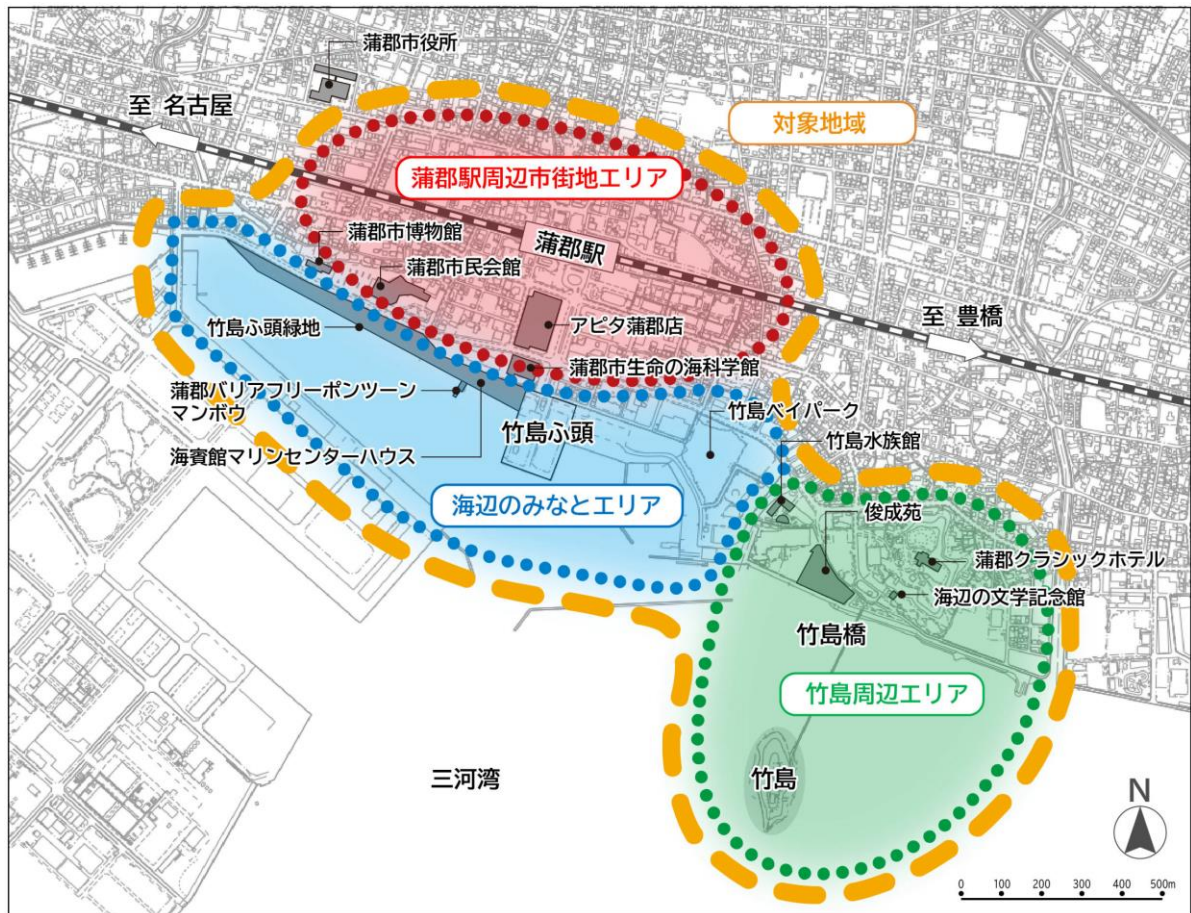 蒲郡市役所
至 名古屋
対象地域
蒲郡駅周辺市街地エリア
蒲郡市博物館
蒲郡駅
蒲郡市民会館
竹島ふ頭緑地
アピタ蒲郡店
至 豊橋
蒲郡市生命の海科学館
蒲郡バリアフリーポンツーン
マンボウ
竹島ベイパーク
竹島ふ頭
竹島水族館
海賓館マリンセンターハウス
海辺のみなとエリア
俊成苑
蒲郡クラシックホテル
海辺の文学記念館
竹島橋
竹島周辺エリア
三河湾
竹島
N
0 100 200 300 400 500m